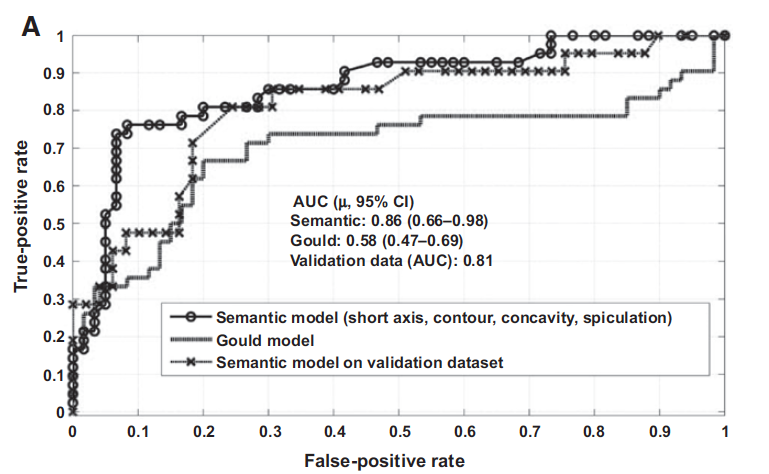 A
1
0.9
0.8
0.7
0.6
0.5
0.4
0.3
0.2
0.1
0
True-positive rate
AUC (µ, 95% CI)
Semantic: 0.86 (0.66–0.98)
Gould: 0.58 (0.47–0.69)
Validation data (AUC): 0.81
Semantic model (short axis, contour, concavity, spiculation)
Gould model
Semantic model on validation dataset
0 0.1 0.2 0.3 0.4 0.5 0.6 0.7 0.8 0.9 1
False-positive rate